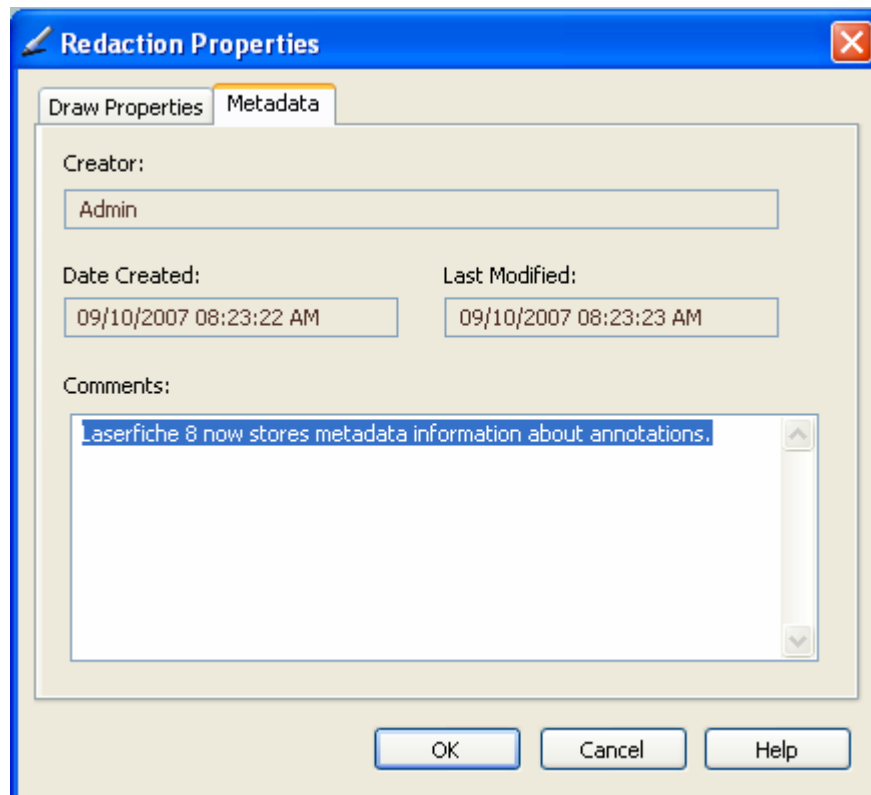 Redaction Properties
Draw Properties Metadata
Creator:
Admin
Date Created: Last Modified:
09/10/2007 08:23:22 AM 09/10/2007 08:23:23 AM
Comments:
Laserfiche 8 now stores metadata information about annotations.
OK Cancel Help